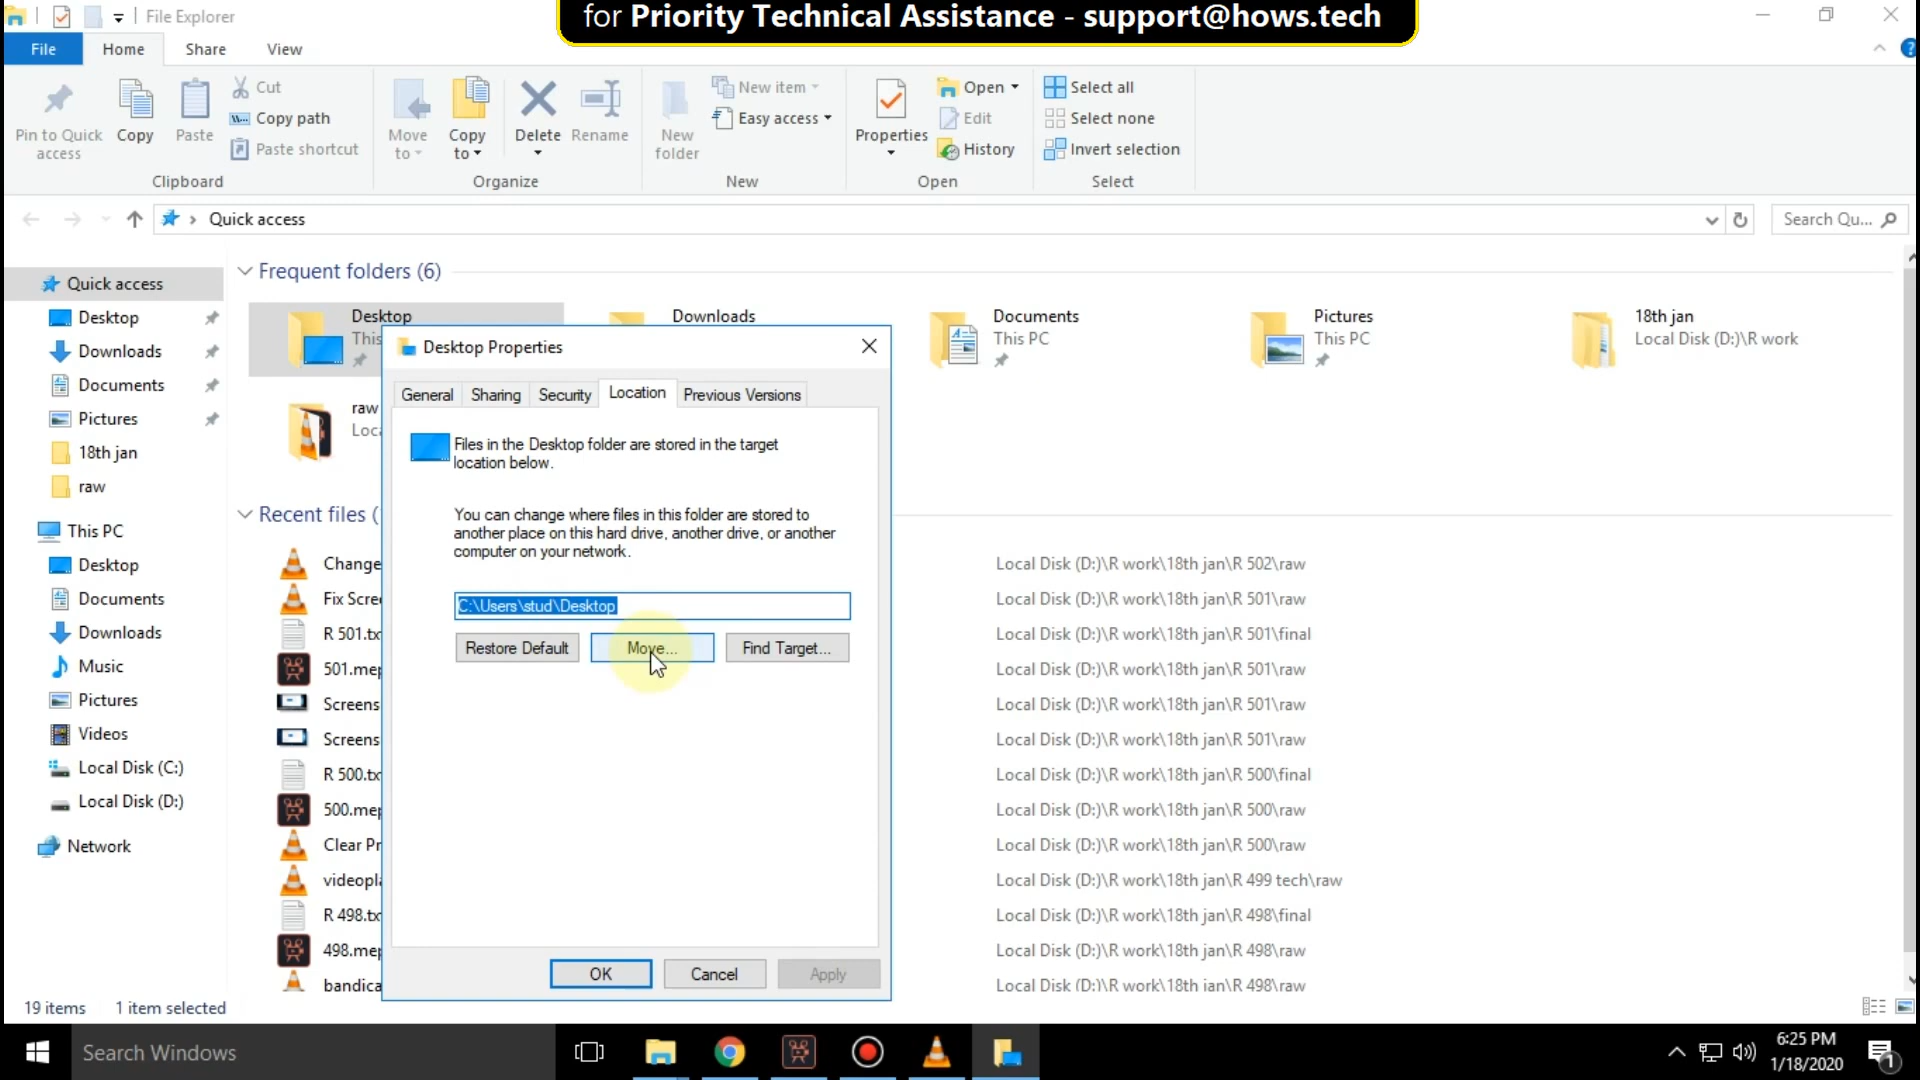 for Priority Technical Assistance - support@hows.tech
File Explorer
File Home Share View
Pin to Quick access
Copy
Paste
Cut
Copy path
Paste shortcut
Clipboard
Move to
Copy to
Delete
Rename
Organize
New folder
New item
Easy access
New
Properties
Open
Edit
History
Open
Select all
Select none
Invert selection
Select
Quick access
Search Qu...
Quick access
Desktop
Downloads
Documents
Pictures
18th jan
raw
This PC
Desktop
Documents
Downloads
Music
Pictures
Videos
Local Disk (C:)
Local Disk (D:)
Network
Frequent folders (6)
Desktop
This
Downloads
Documents
This PC
Pictures
This PC
18th jan
Local Disk (D:)\R work
raw
Loca
Recent files (
Change Local Disk (D:)\R work\18th jan\R 502\raw
Fix Scre Local Disk (D:)\R work\18th jan\R 501\raw
R 501.tx Local Disk (D:)\R work\18th jan\R 501\final
501.mep Local Disk (D:)\R work\18th jan\R 501\raw
Screens Local Disk (D:)\R work\18th jan\R 501\raw
Screens Local Disk (D:)\R work\18th jan\R 501\raw
R 500.tx Local Disk (D:)\R work\18th jan\R 500\final
500.mep Local Disk (D:)\R work\18th jan\R 500\raw
Clear Pr Local Disk (D:)\R work\18th jan\R 500\raw
videopla Local Disk (D:)\R work\18th jan\R 499 tech\raw
R 498.tx Local Disk (D:)\R work\18th jan\R 498\final
498.mep Local Disk (D:)\R work\18th jan\R 498\raw
bandica Local Disk (D:)\R work\18th jan\R 498\raw
Desktop Properties
General Sharing Security Location Previous Versions
Files in the Desktop folder are stored in the target
location below.
You can change where files in this folder are stored to
another place on this hard drive, another drive, or another
computer on your network.
C:\Users\stud\Desktop
Restore Default Move... Find Target...
OK Cancel Apply
19 items 1 item selected
Search Windows
6:25 PM
1/18/2020
1